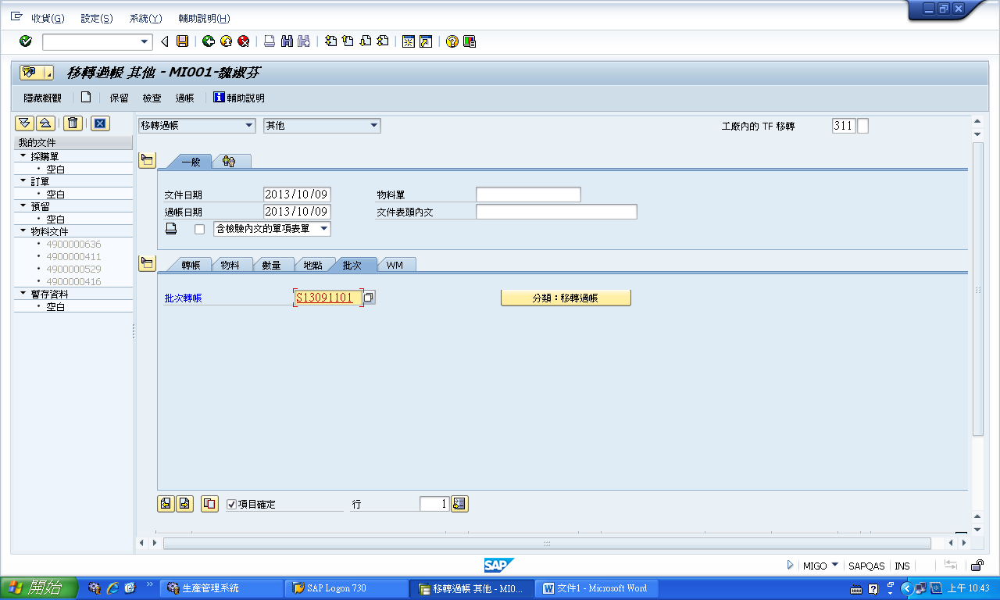 收貨(G) 設定(S) 系統(Y) 輔助說明(H)
移轉過帳 其他 - MI001-魏淑芬
隱藏概觀 保留 檢查 過帳 輔助說明
移轉過帳 其他 工廠內的 TF 移轉 311
我的文件
採購單
空白
訂單
空白
預留
空白
物料文件
4900000636
4900000411
4900000529
4900000416
暫存資料
空白
一般
文件日期 2013/10/09 物料單
過帳日期 2013/10/09 文件表頭內文
含檢驗內文的單項表單
轉帳 物料 數量 地點 批次 WM
批次轉帳 S13091101 分類：移轉過帳
項目確定 行 1
SAP
MIGO SAPQAS INS
開始 生產管理系統 SAP Logon 730 移轉過帳 其他 - MI0... 文件1 - Microsoft Word 上午 10:43